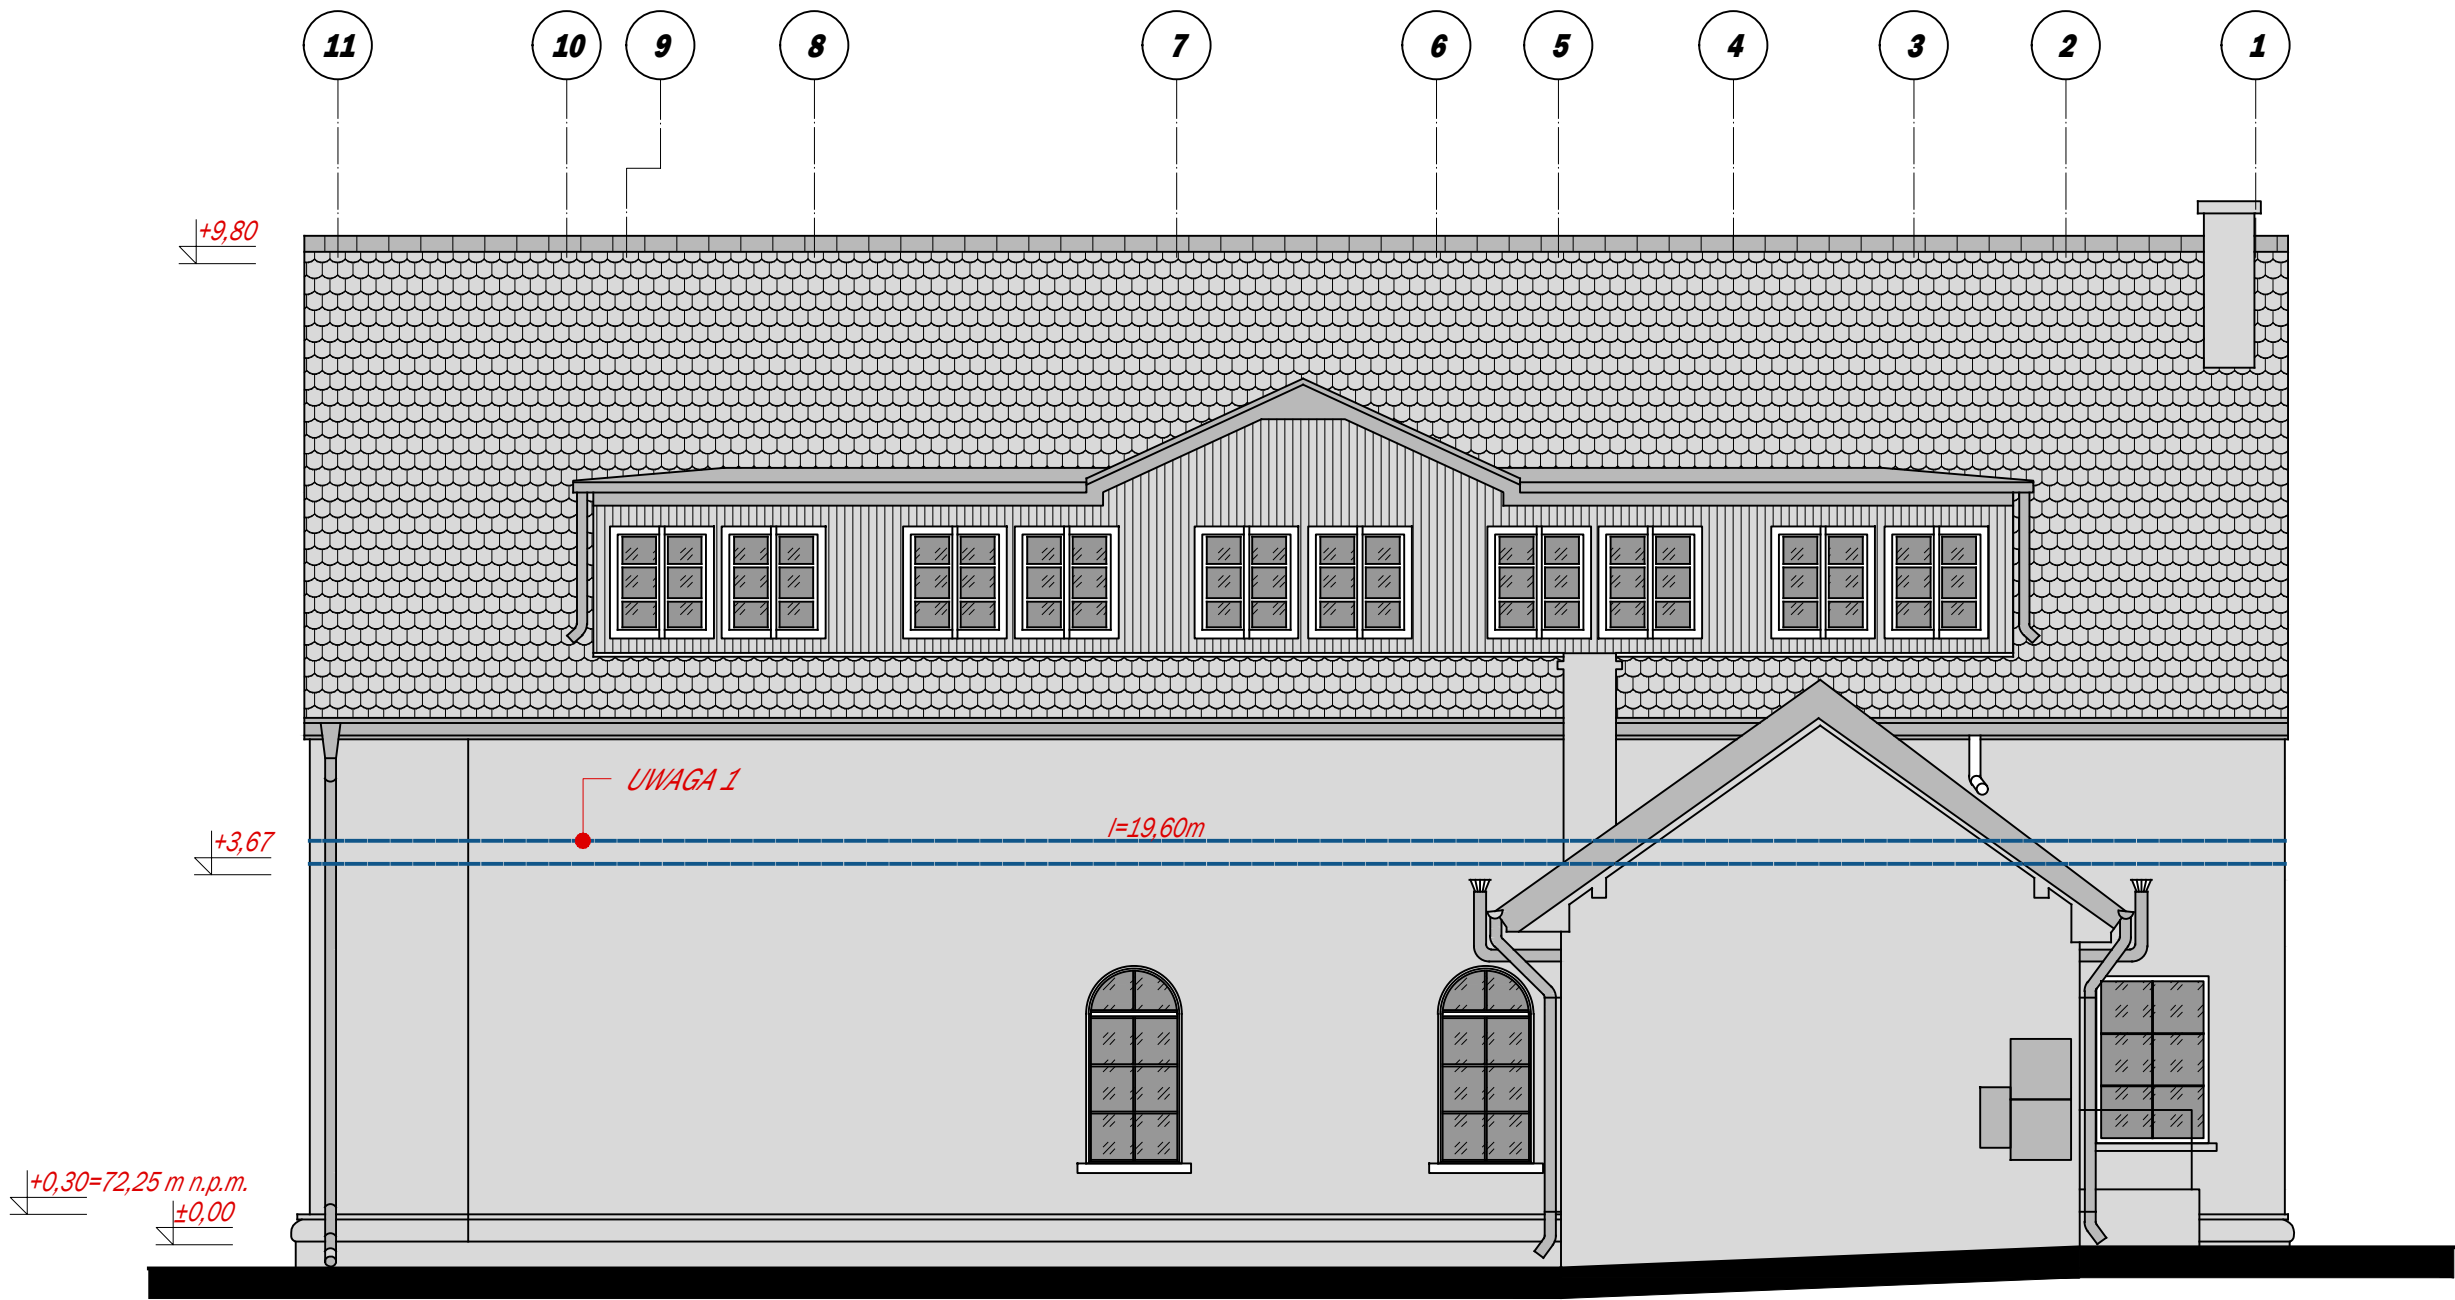 11 10 9 8 7 6 5 4 3 2 1
+9,80
UWAGA 1
l=19,60m
+3,67
+0,30=72,25 m n.p.m.
±0,00